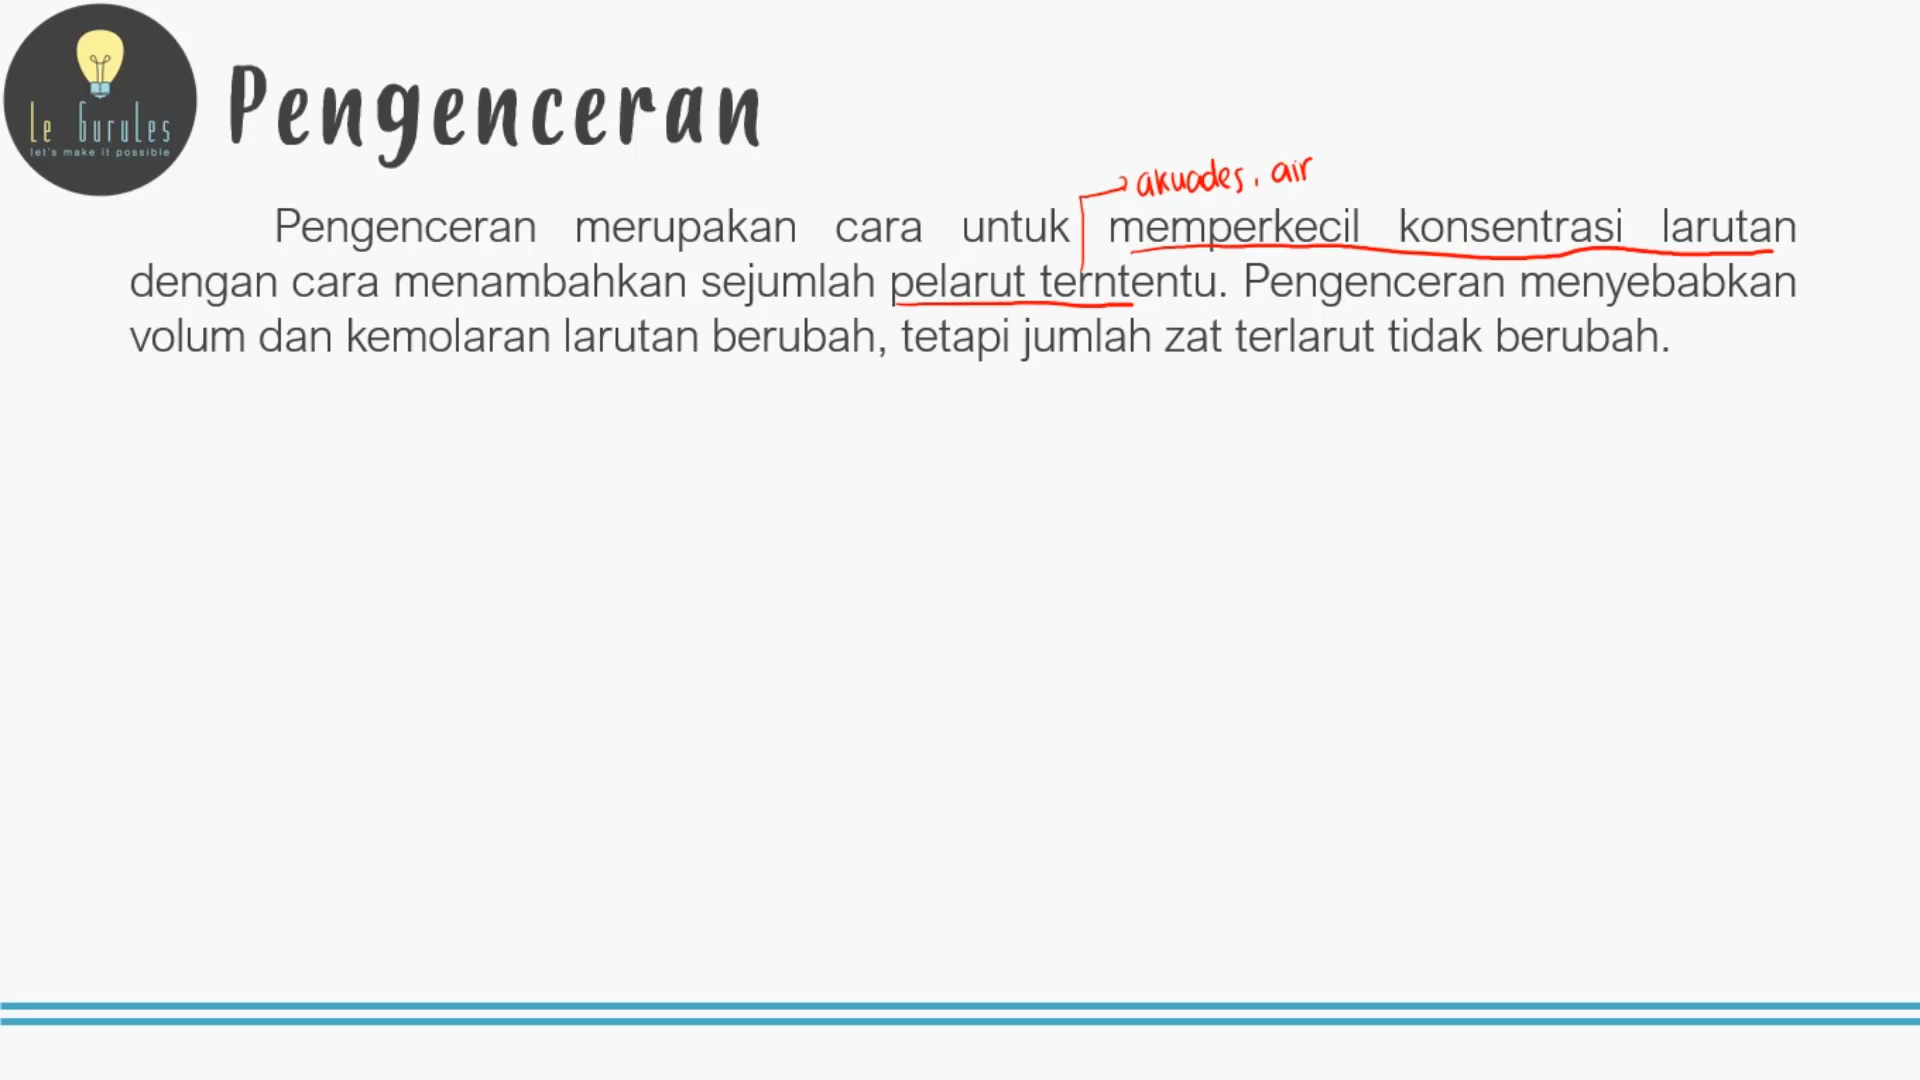 le burules
let's make it possible
Pengenceran
akuades, air
Pengenceran merupakan cara untuk memperkecil konsentrasi larutan
dengan cara menambahkan sejumlah pelarut terntentu. Pengenceran menyebabkan
volum dan kemolaran larutan berubah, tetapi jumlah zat terlarut tidak berubah.